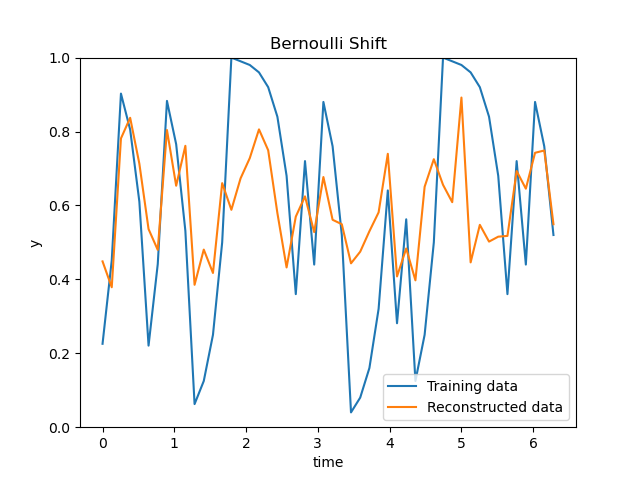 Bernoulli Shift
1.0
0.8
0.6
0.4
0.2
0.0
y
0 1 2 3 4 5 6
time
Training data
Reconstructed data